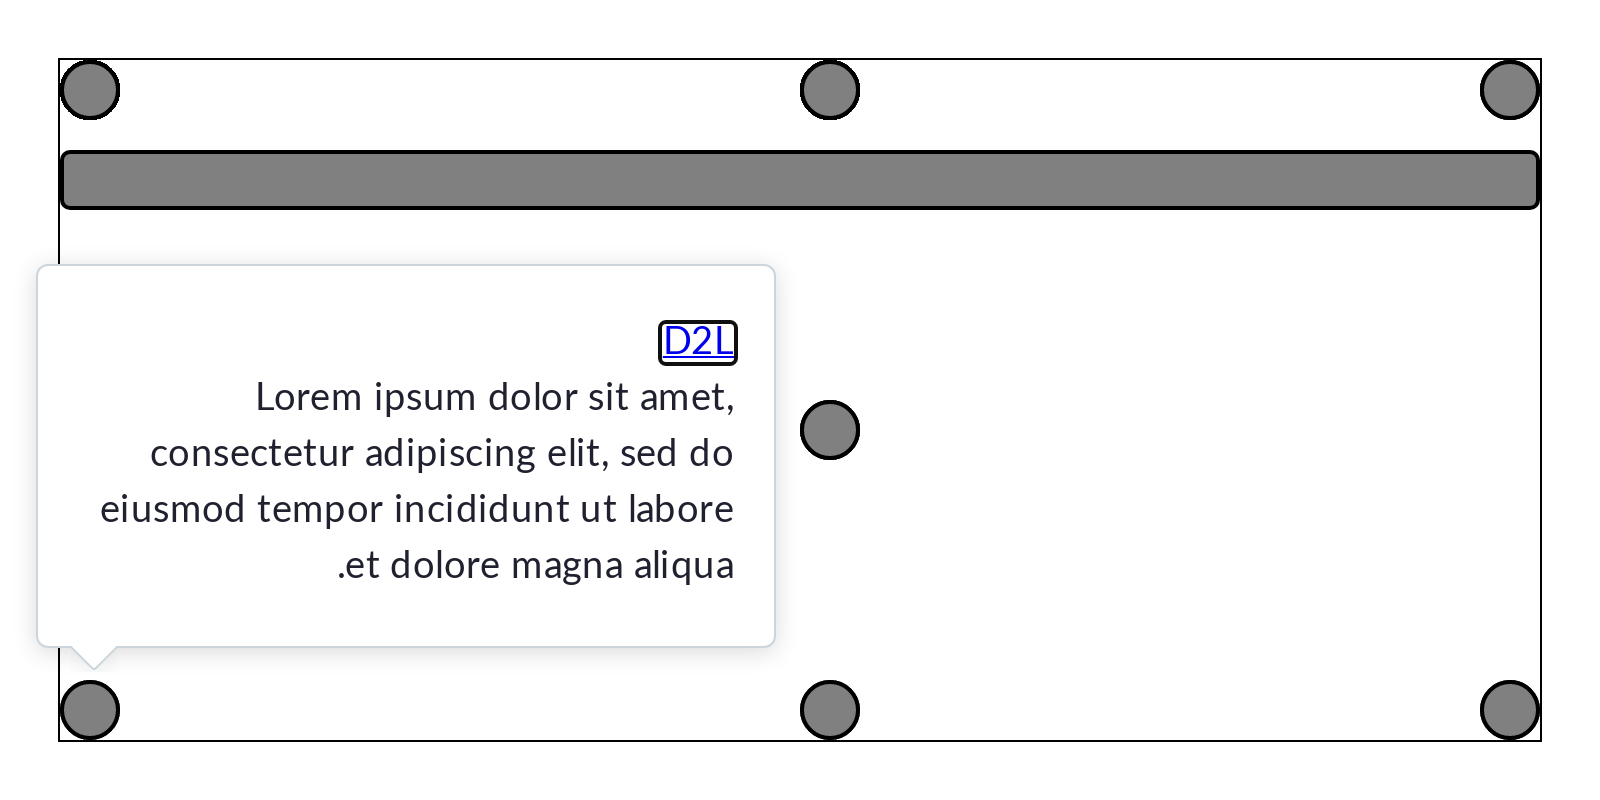 D2L
Lorem ipsum dolor sit amet,
consectetur adipiscing elit, sed do
eiusmod tempor incididunt ut labore
.et dolore magna aliqua